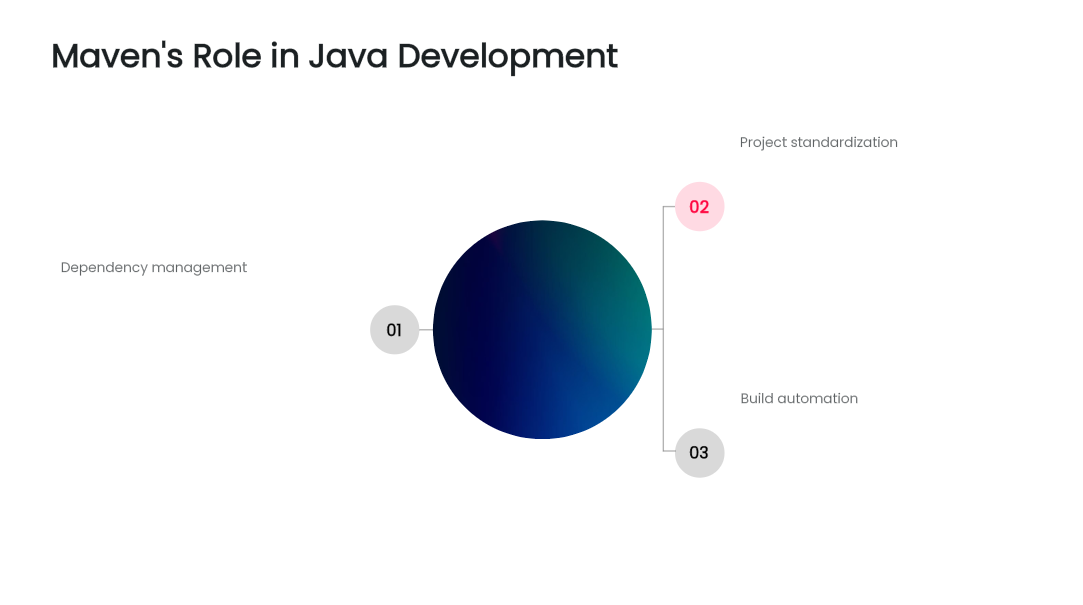 Maven's Role in Java Development
Dependency management
01
Project standardization
02
Build automation
03